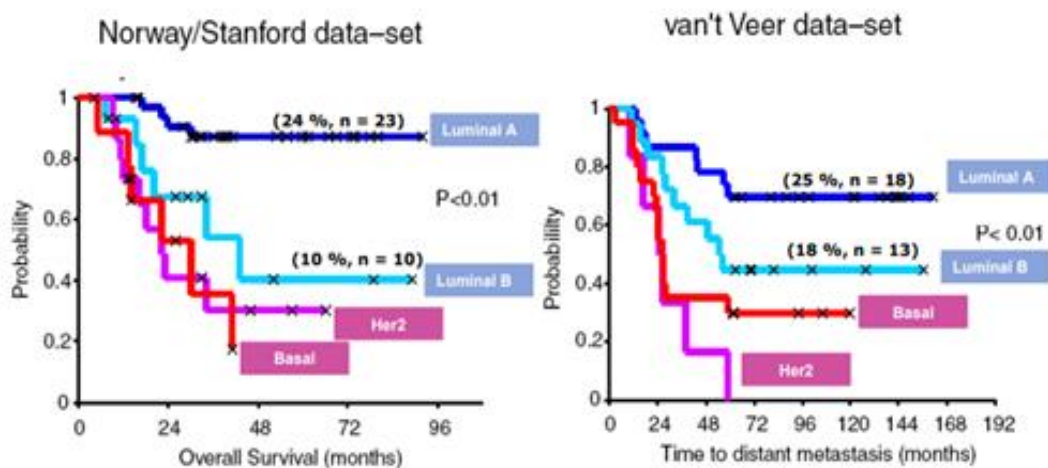 Norway/Stanford data–set
1
0.8
0.6
0.4
0.2
0
Probability
(24 %, n = 23)
Luminal A
P<0.01
(10 %, n = 10)
Luminal B
Her2
Basal
0 24 48 72 96
Overall Survival (months)
van't Veer data–set
1
0.8
0.6
0.4
0.2
0
Probabililty
(25 %, n = 18)
Luminal A
P< 0.01
(18 %, n = 13)
Luminal B
Basal
Her2
0 24 72 96 120 144 168 192
Time to distant metastasis (months)